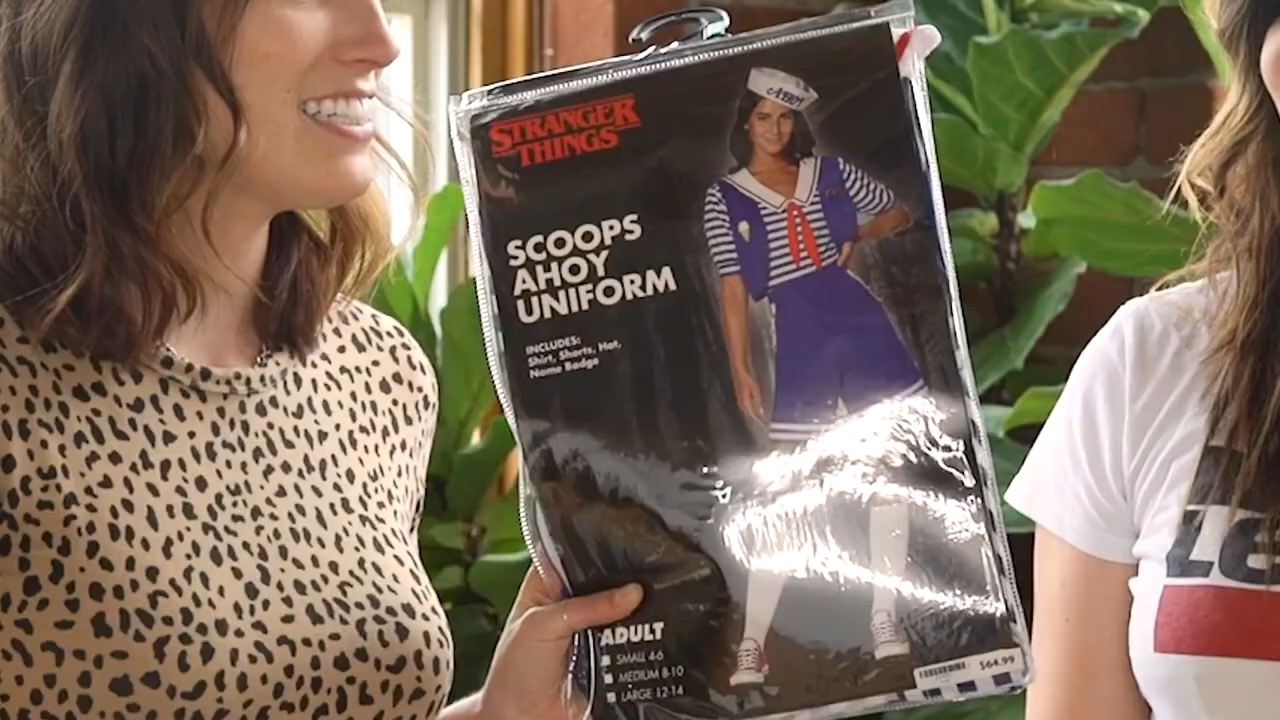 STRANGER
THINGS
AHOY
SCOOPS
AHOY
UNIFORM
INCLUDES:
Shirt, Shorts, Hat,
Name Badge
ADULT
SMALL 4-6
MEDIUM 8-10
LARGE 12-14
$64.99
Le